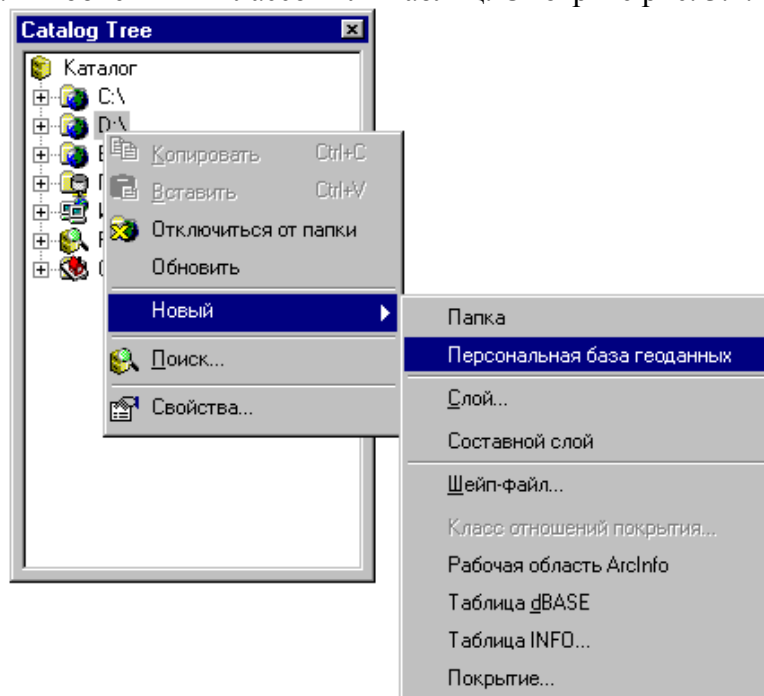 Catalog Tree
Каталог
C:\
D:\
Копировать Ctrl+C
Вставить Ctrl+V
Отключиться от папки
Обновить
Новый
Поиск...
Свойства...
Папка
Персональная база геоданных
Слой...
Составной слой
Шейп-файл...
Класс отношений покрытия...
Рабочая область ArcInfo
Таблица dBASE
Таблица INFO...
Покрытие...